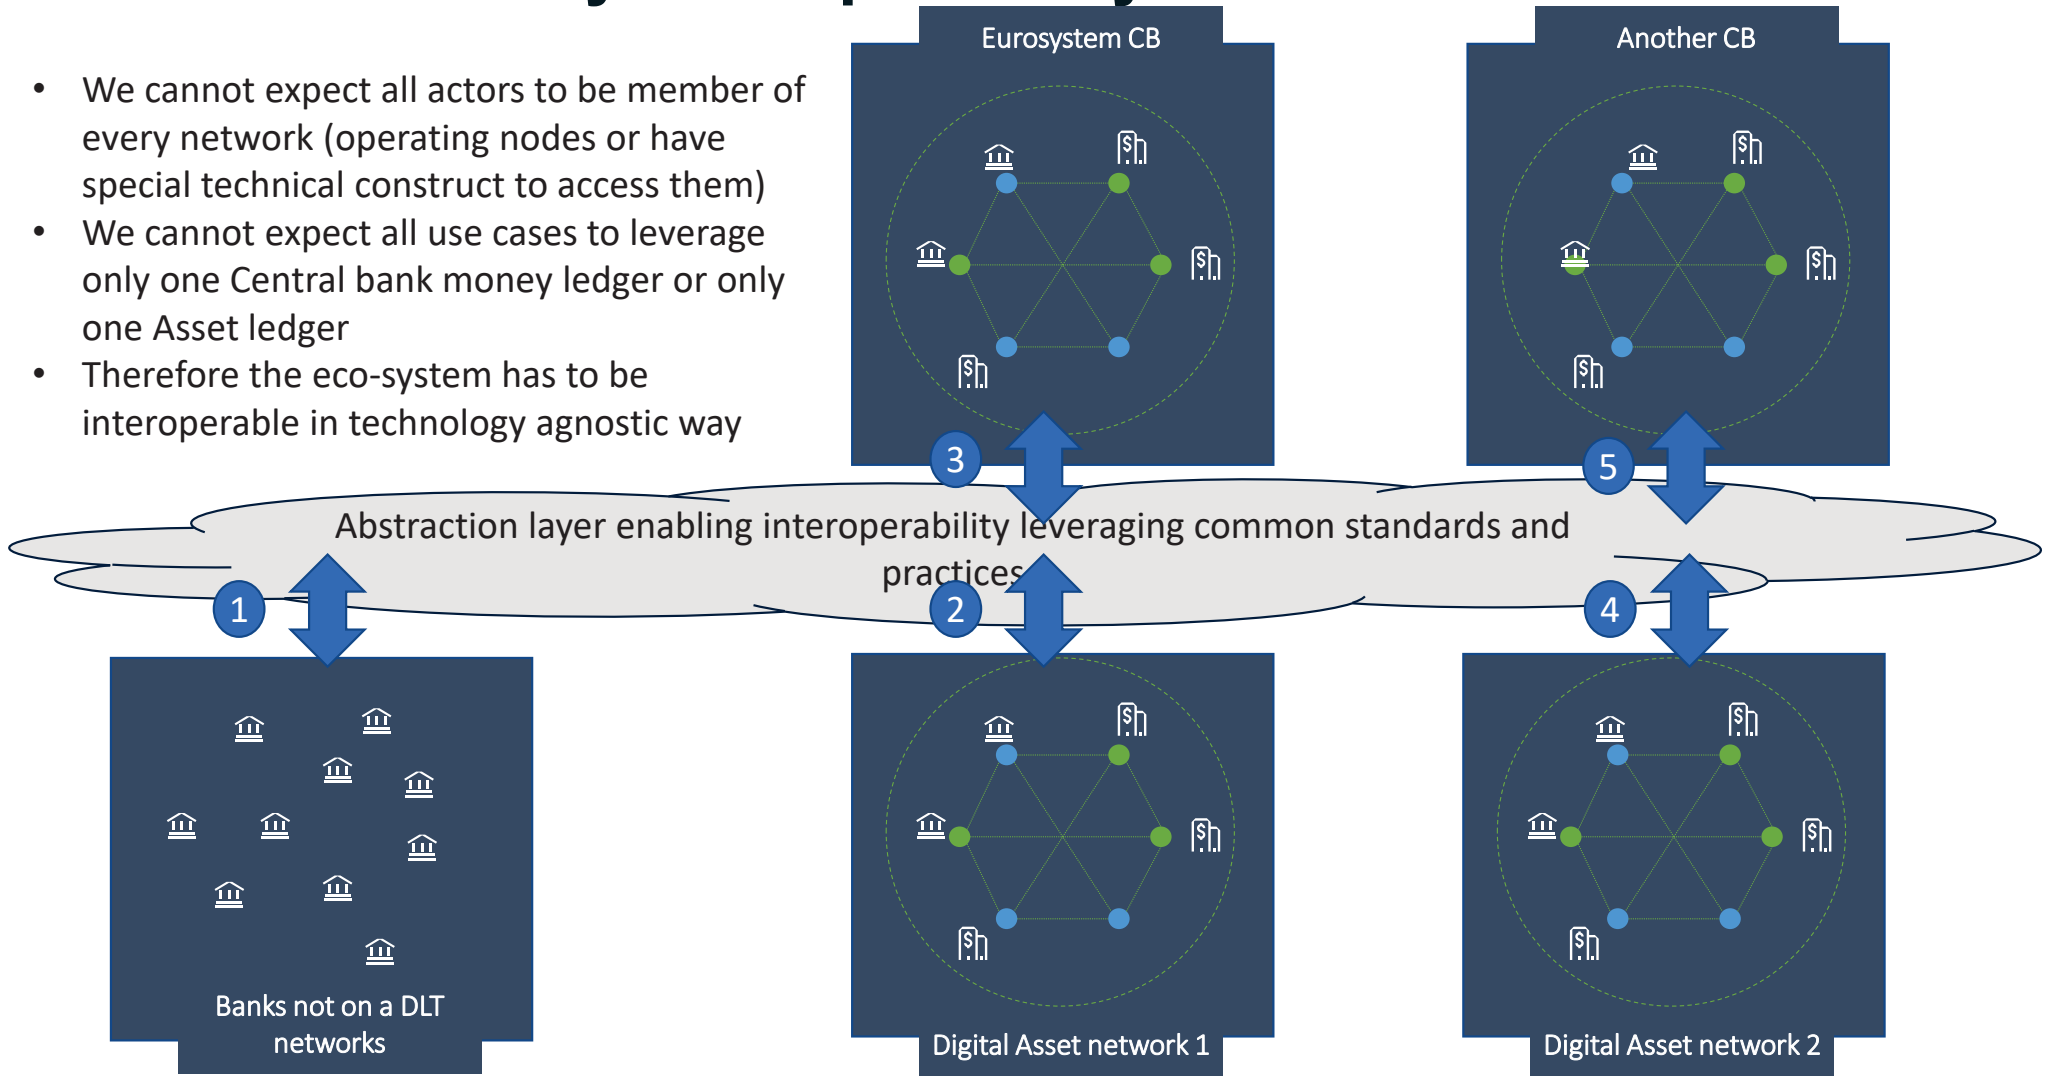 Eurosystem CB
Another CB
• We cannot expect all actors to be member of
every network (operating nodes or have
special technical construct to access them)
• We cannot expect all use cases to leverage
only one Central bank money ledger or only
one Asset ledger
• Therefore the eco-system has to be
interoperable in technology agnostic way
3
5
Abstraction layer enabling interoperability leveraging common standards and
practices
1
2
4
Banks not on a DLT
networks
Digital Asset network 1
Digital Asset network 2